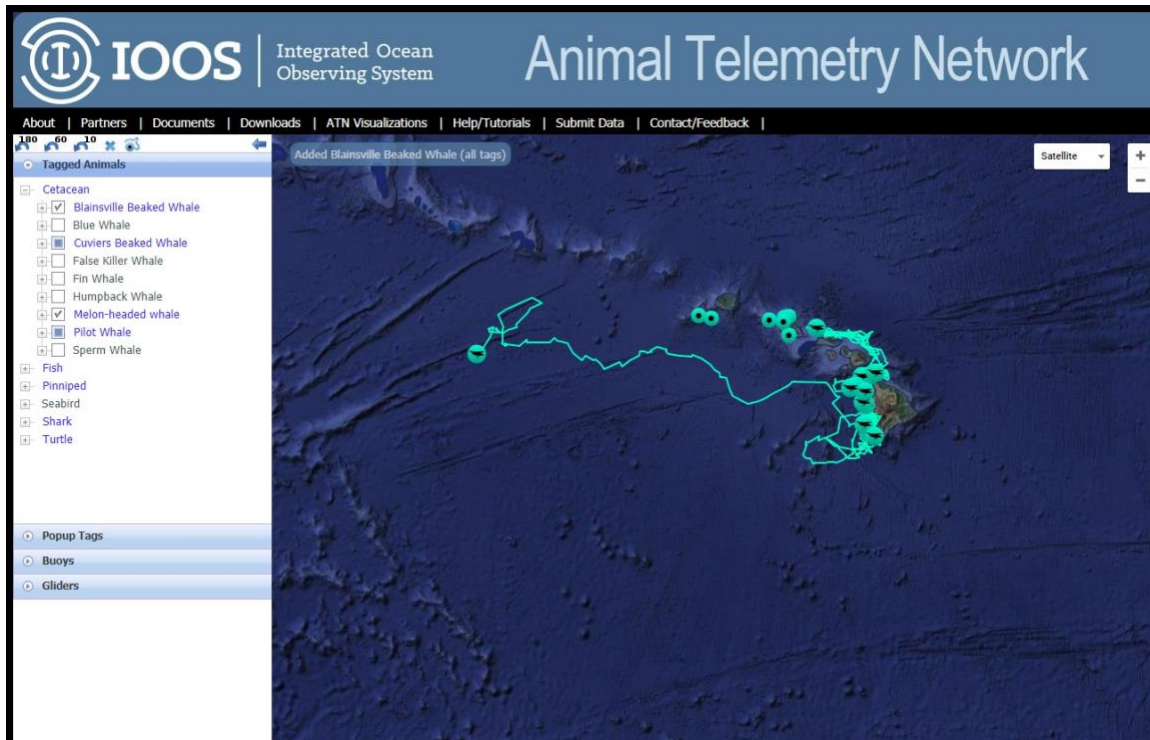 IOOS
Integrated Ocean
Observing System
Animal Telemetry Network
About | Partners | Documents | Downloads | ATN Visualizations | Help/Tutorials | Submit Data | Contact/Feedback |
180 60 10
Tagged Animals
Cetacean
Blainsville Beaked Whale
Blue Whale
Cuviers Beaked Whale
False Killer Whale
Fin Whale
Humpback Whale
Melon-headed whale
Pilot Whale
Sperm Whale
Fish
Pinniped
Seabird
Shark
Turtle
Popup Tags
Buoys
Gliders
Added Blainsville Beaked Whale (all tags)
Satellite
+
−